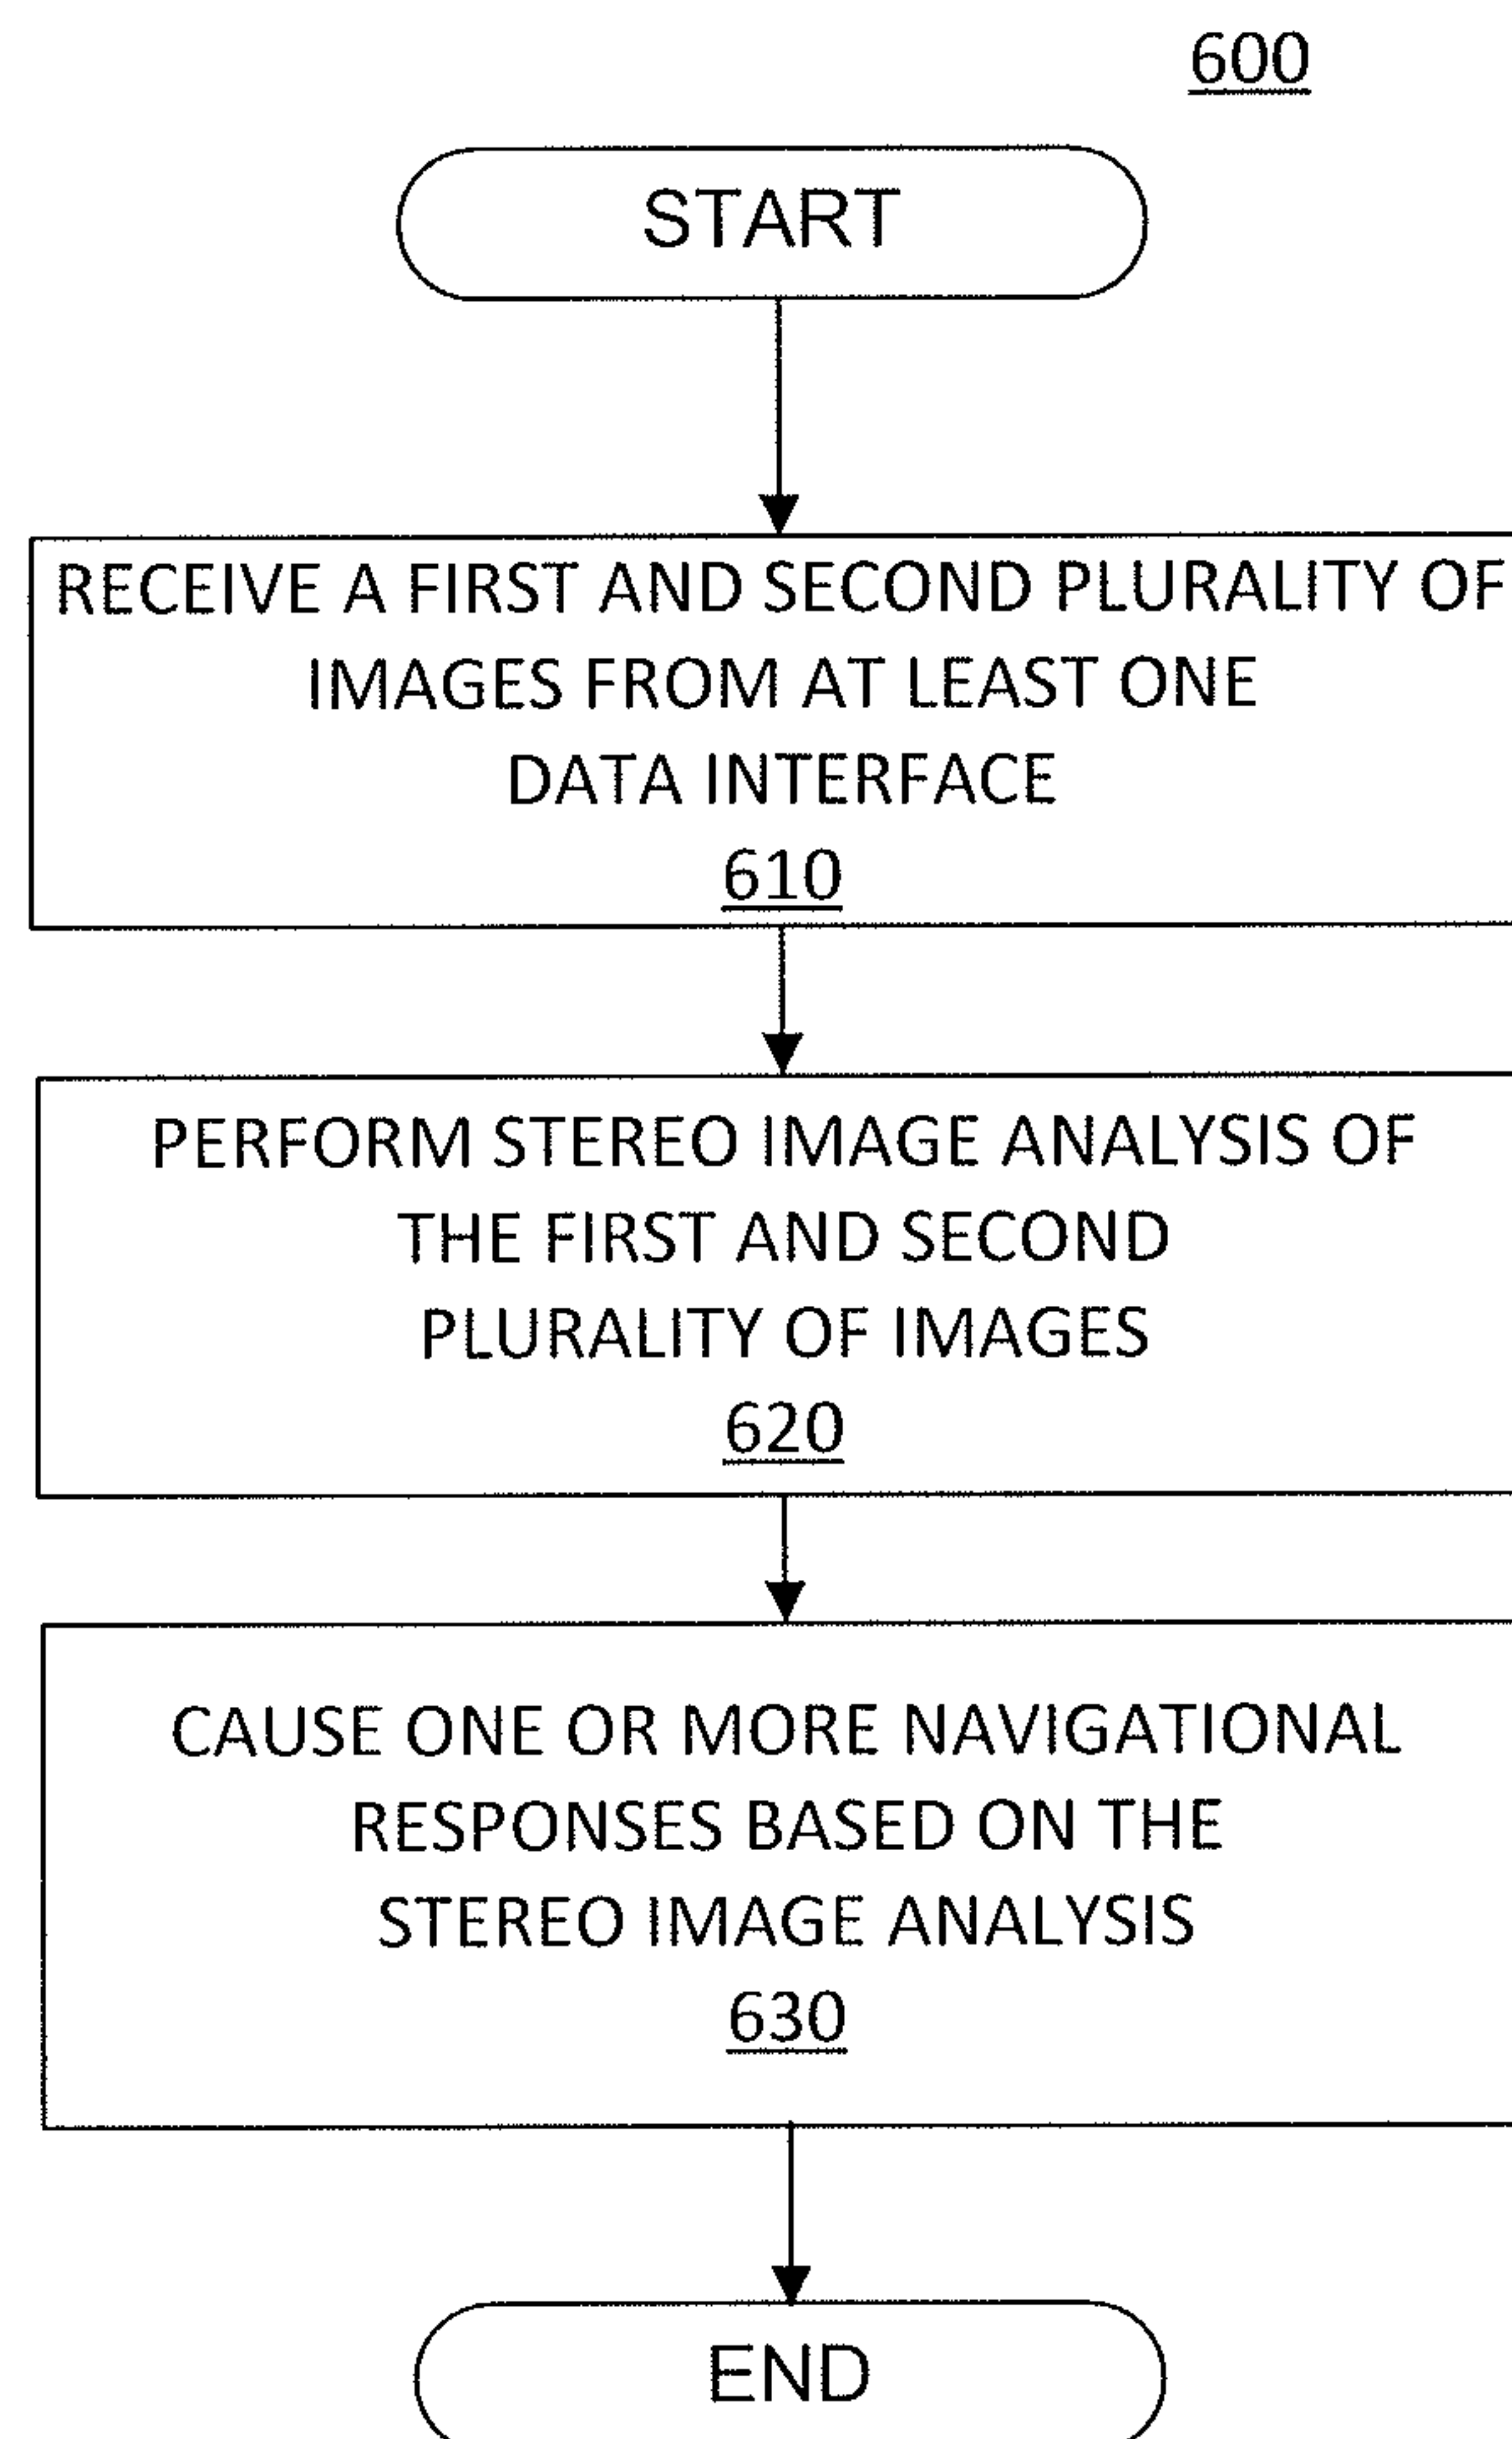 600
START
RECEIVE A FIRST AND SECOND PLURALITY OF
IMAGES FROM AT LEAST ONE
DATA INTERFACE
610
PERFORM STEREO IMAGE ANALYSIS OF
THE FIRST AND SECOND
PLURALITY OF IMAGES
620
CAUSE ONE OR MORE NAVIGATIONAL
RESPONSES BASED ON THE
STEREO IMAGE ANALYSIS
630
END